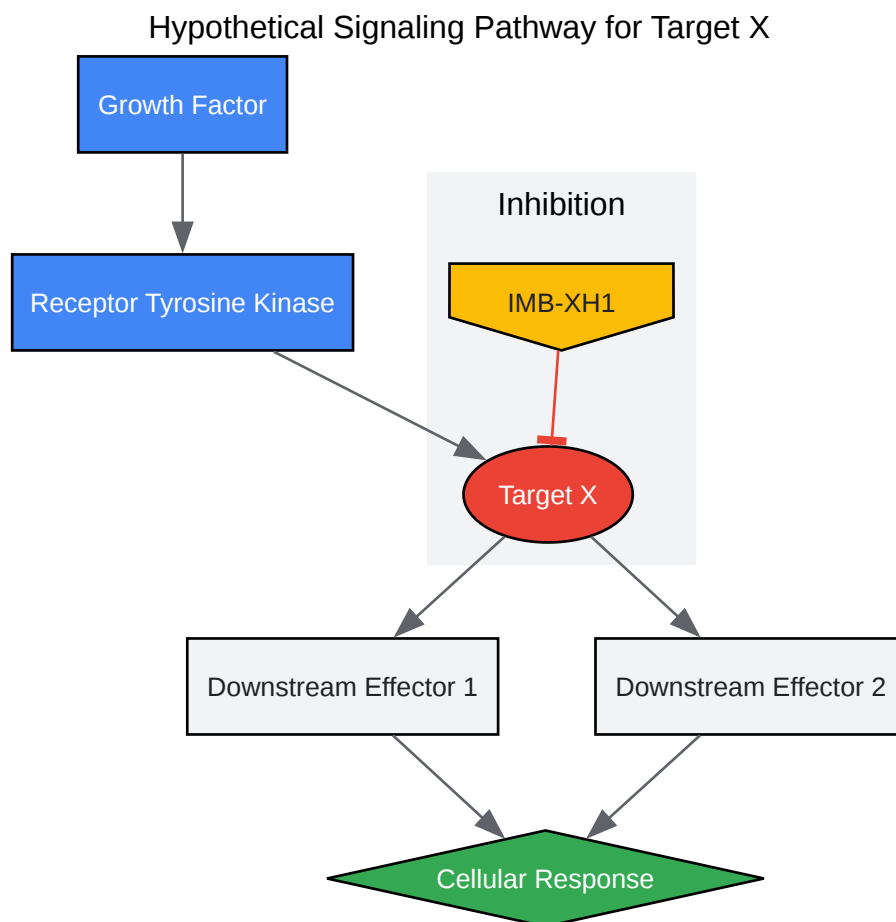 Hypothetical Signaling Pathway for Target X
Growth Factor
Inhibition
Receptor Tyrosine Kinase
IMB-XH1
Target X
Downstream Effector 1
Downstream Effector 2
Cellular Response